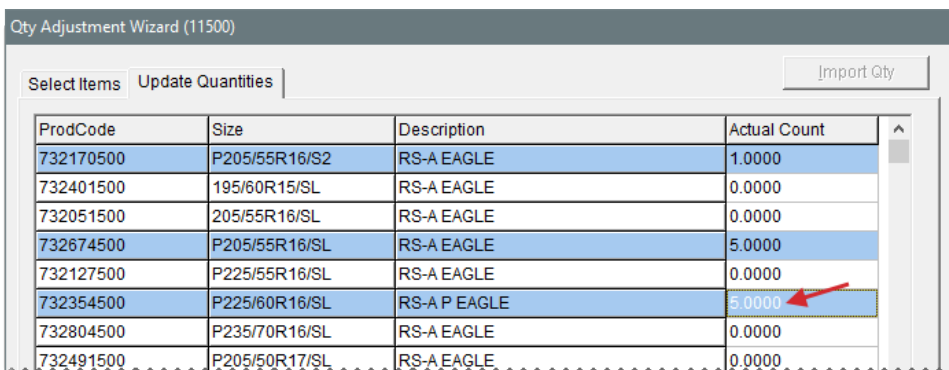 Qty Adjustment Wizard (11500)
Select Items Update Quantities Import Qty
ProdCode Size Description Actual Count
732170500 P205/55R16/S2 RS-A EAGLE 1.0000
732401500 195/60R15/SL RS-A EAGLE 0.0000
732051500 205/55R16/SL RS-A EAGLE 0.0000
732674500 P205/55R16/SL RS-A EAGLE 5.0000
732127500 P225/55R16/SL RS-A EAGLE 0.0000
732354500 P225/60R16/SL RS-A P EAGLE 5.0000
732804500 P235/70R16/SL RS-A EAGLE 0.0000
732491500 P205/50R17/SL RS-A EAGLE 0.0000